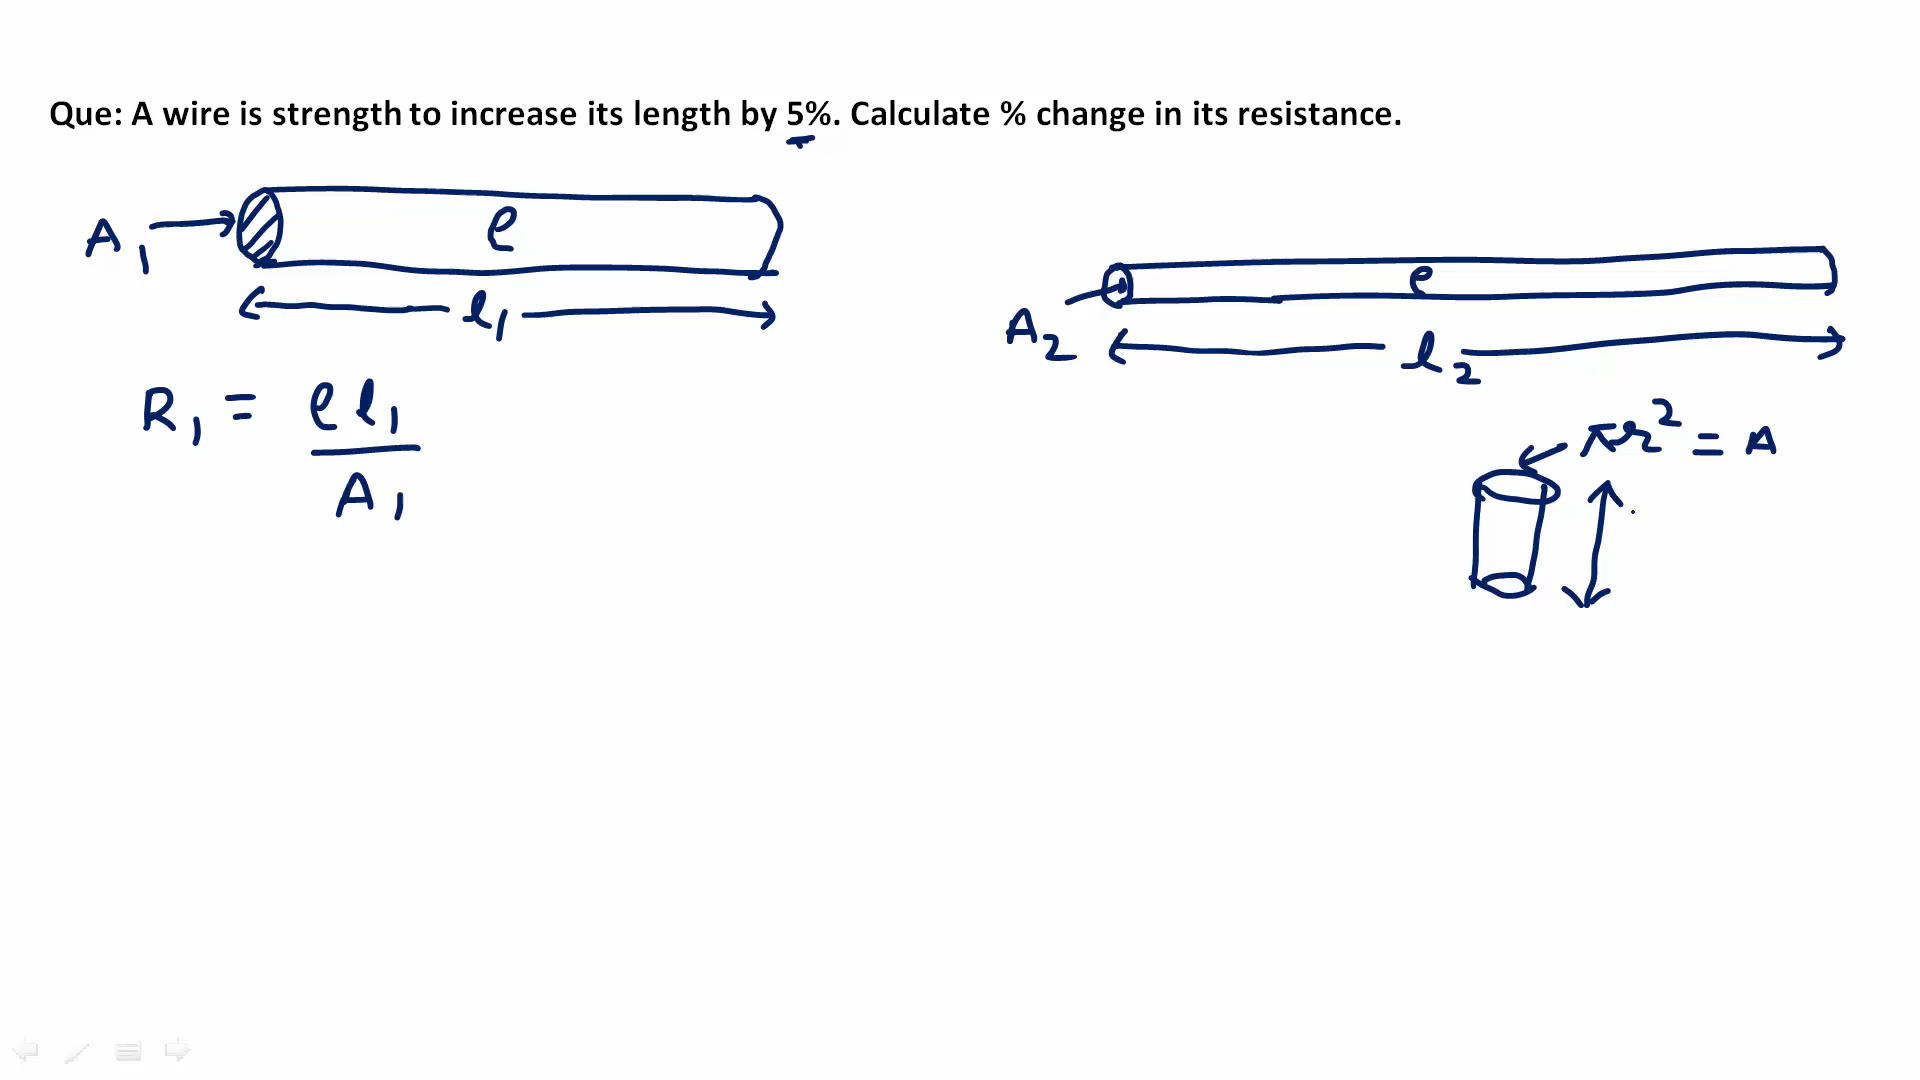 Que: A wire is strength to increase its length by 5%. Calculate % change in its resistance.
A₁
ρ
l₁
ρ
A₂
l₂
R₁ = ρl₁ / A₁
πr² = A